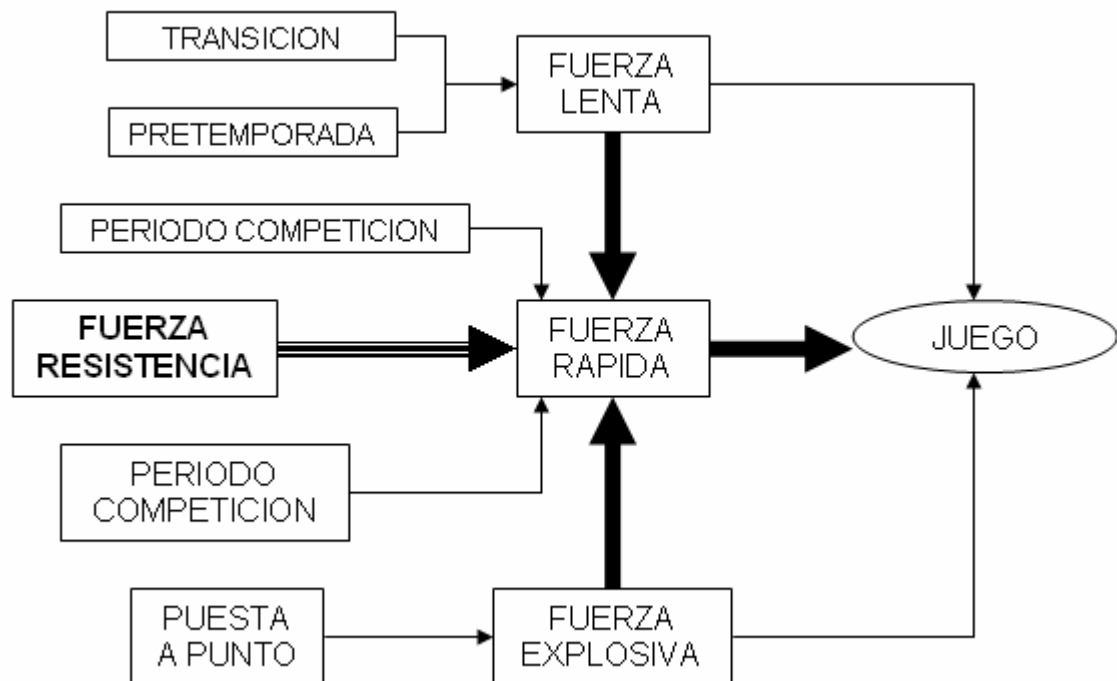 TRANSICION
FUERZA
LENTA
PRETEMPORADA
PERIODO COMPETICION
FUERZA
RESISTENCIA
FUERZA
RAPIDA
JUEGO
PERIODO
COMPETICION
PUESTA
A PUNTO
FUERZA
EXPLOSIVA